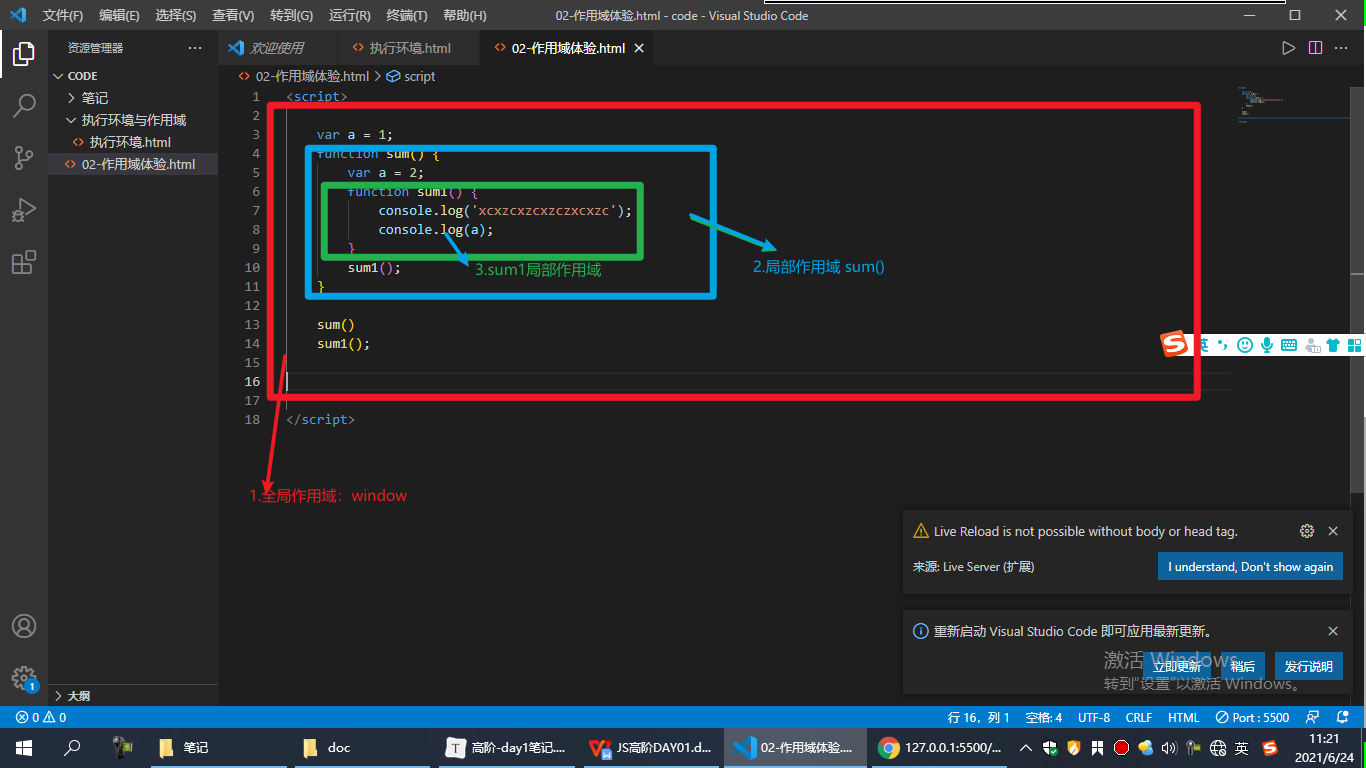 文件(F) 编辑(E) 选择(S) 查看(V) 转到(G) 运行(R) 终端(T) 帮助(H) 02-作用域体验.html - code - Visual Studio Code
资源管理器 ···
欢迎使用 执行环境.html 02-作用域体验.html
CODE
笔记
执行环境与作用域
执行环境.html
02-作用域体验.html
02-作用域体验.html > script
1 <script>
2
3 var a = 1;
4 function sum() {
5 var a = 2;
6 function sum1() {
7 console.log('xcxzcxzcxzczxcxzc');
8 console.log(a);
9 }
10 sum1();
11 }
12
13 sum()
14 sum1();
15
16
17
18 </script>
3.sum1局部作用域
2.局部作用域 sum()
1.全局作用域：window
英
Live Reload is not possible without body or head tag.
来源: Live Server (扩展)
I understand, Don't show again
重新启动 Visual Studio Code 即可应用最新更新。
立即更新 稍后 发行说明
激活 Windows
转到"设置"以激活 Windows。
1
大纲
0 0 行 16，列 1 空格: 4 UTF-8 CRLF HTML Port : 5500
笔记 doc 高阶-day1笔记.... JS高阶DAY01.d... 02-作用域体验.... 127.0.0.1:5500/... 英
11:21
2021/6/24